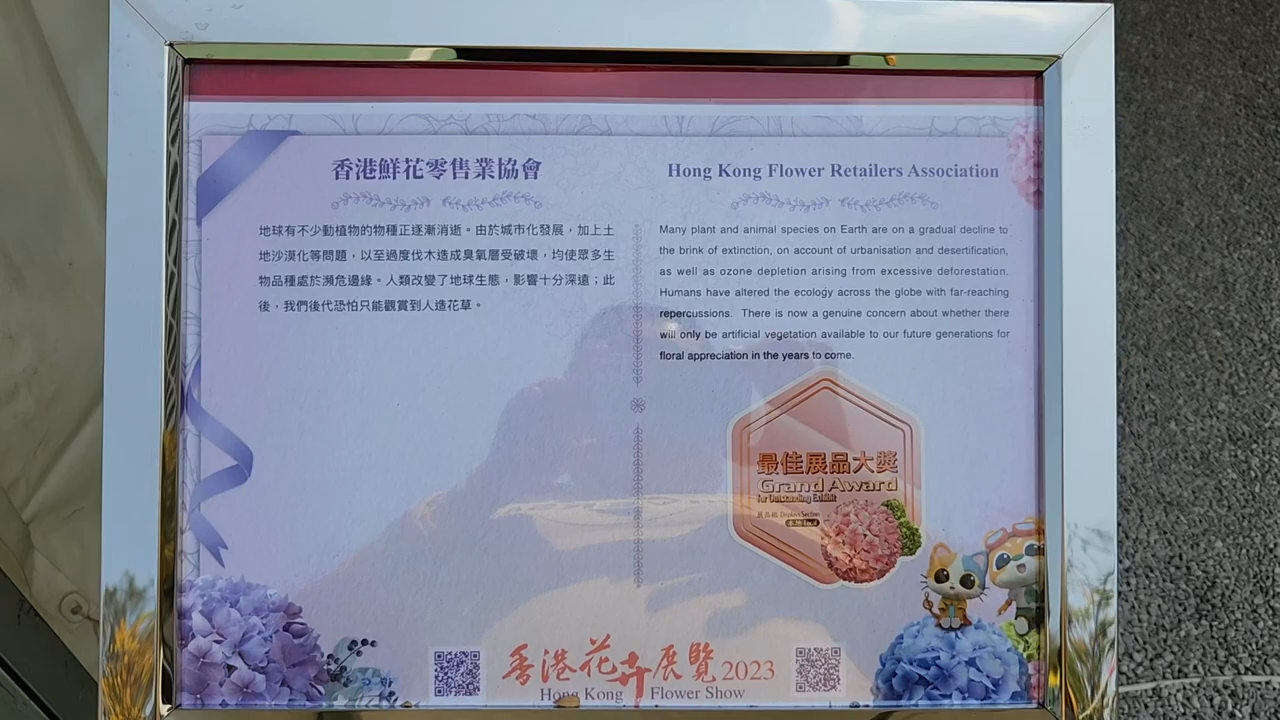 香港鮮花零售業協會
地球有不少動植物的物種正逐漸消逝。由於城市化發展，加上土
地沙漠化等問題，以至過度伐木造成臭氧層受破壞，均使眾多生
物品種處於瀕危邊緣。人類改變了地球生態，影響十分深遠；此
後，我們後代恐怕只能觀賞到人造花草。
Hong Kong Flower Retailers Association
Many plant and animal species on Earth are on a gradual decline to
the brink of extinction, on account of urbanisation and desertification,
as well as ozone depletion arising from excessive deforestation.
Humans have altered the ecology across the globe with far-reaching
repercussions. There is now a genuine concern about whether there
will only be artificial vegetation available to our future generations for
floral appreciation in the years to come.
最佳展品大獎
Grand Award
for Outstanding Exhibit
展品組 Displays Section
本地 Local
香港花卉展覽 2023
Hong Kong Flower Show